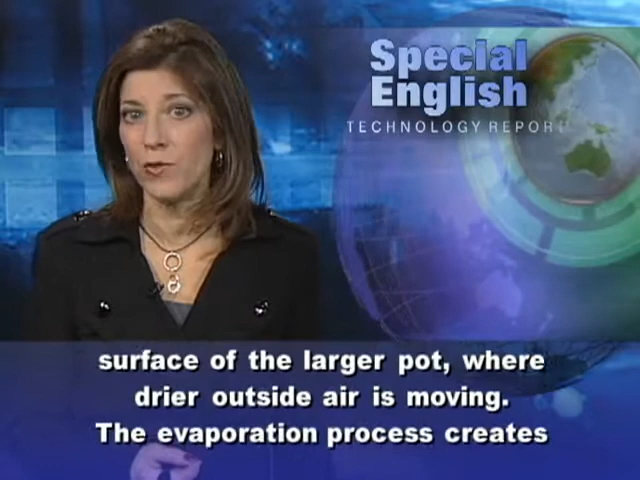 Special
English
TECHNOLOGY REPORT
surface of the larger pot, where
drier outside air is moving.
The evaporation process creates